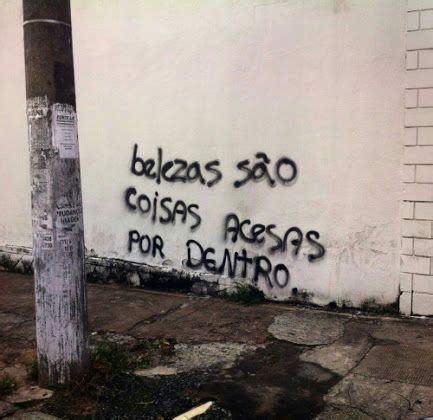 belezas são
coisas acesas
por dentro